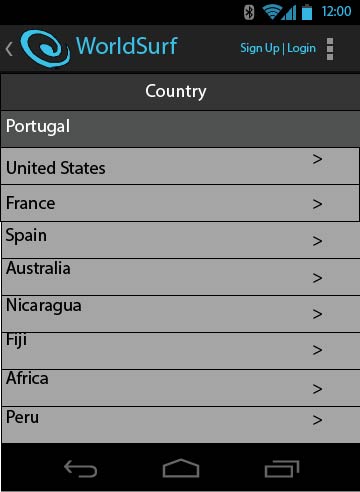 12:00
< WorldSurf Sign Up | Login
Country
Portugal
United States >
France >
Spain >
Australia >
Nicaragua >
Fiji >
Africa >
Peru >